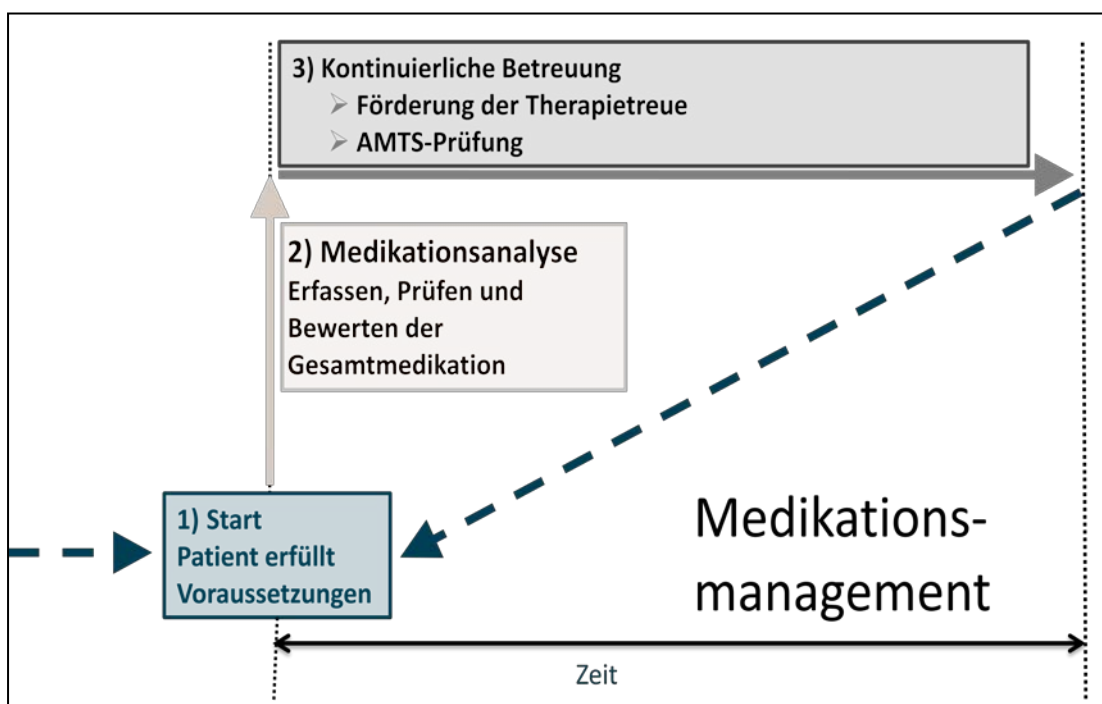 3) Kontinuierliche Betreuung
➢ Förderung der Therapietreue
➢ AMTS-Prüfung
2) Medikationsanalyse
Erfassen, Prüfen und
Bewerten der
Gesamtmedikation
1) Start
Patient erfüllt
Voraussetzungen
Medikations-
management
Zeit